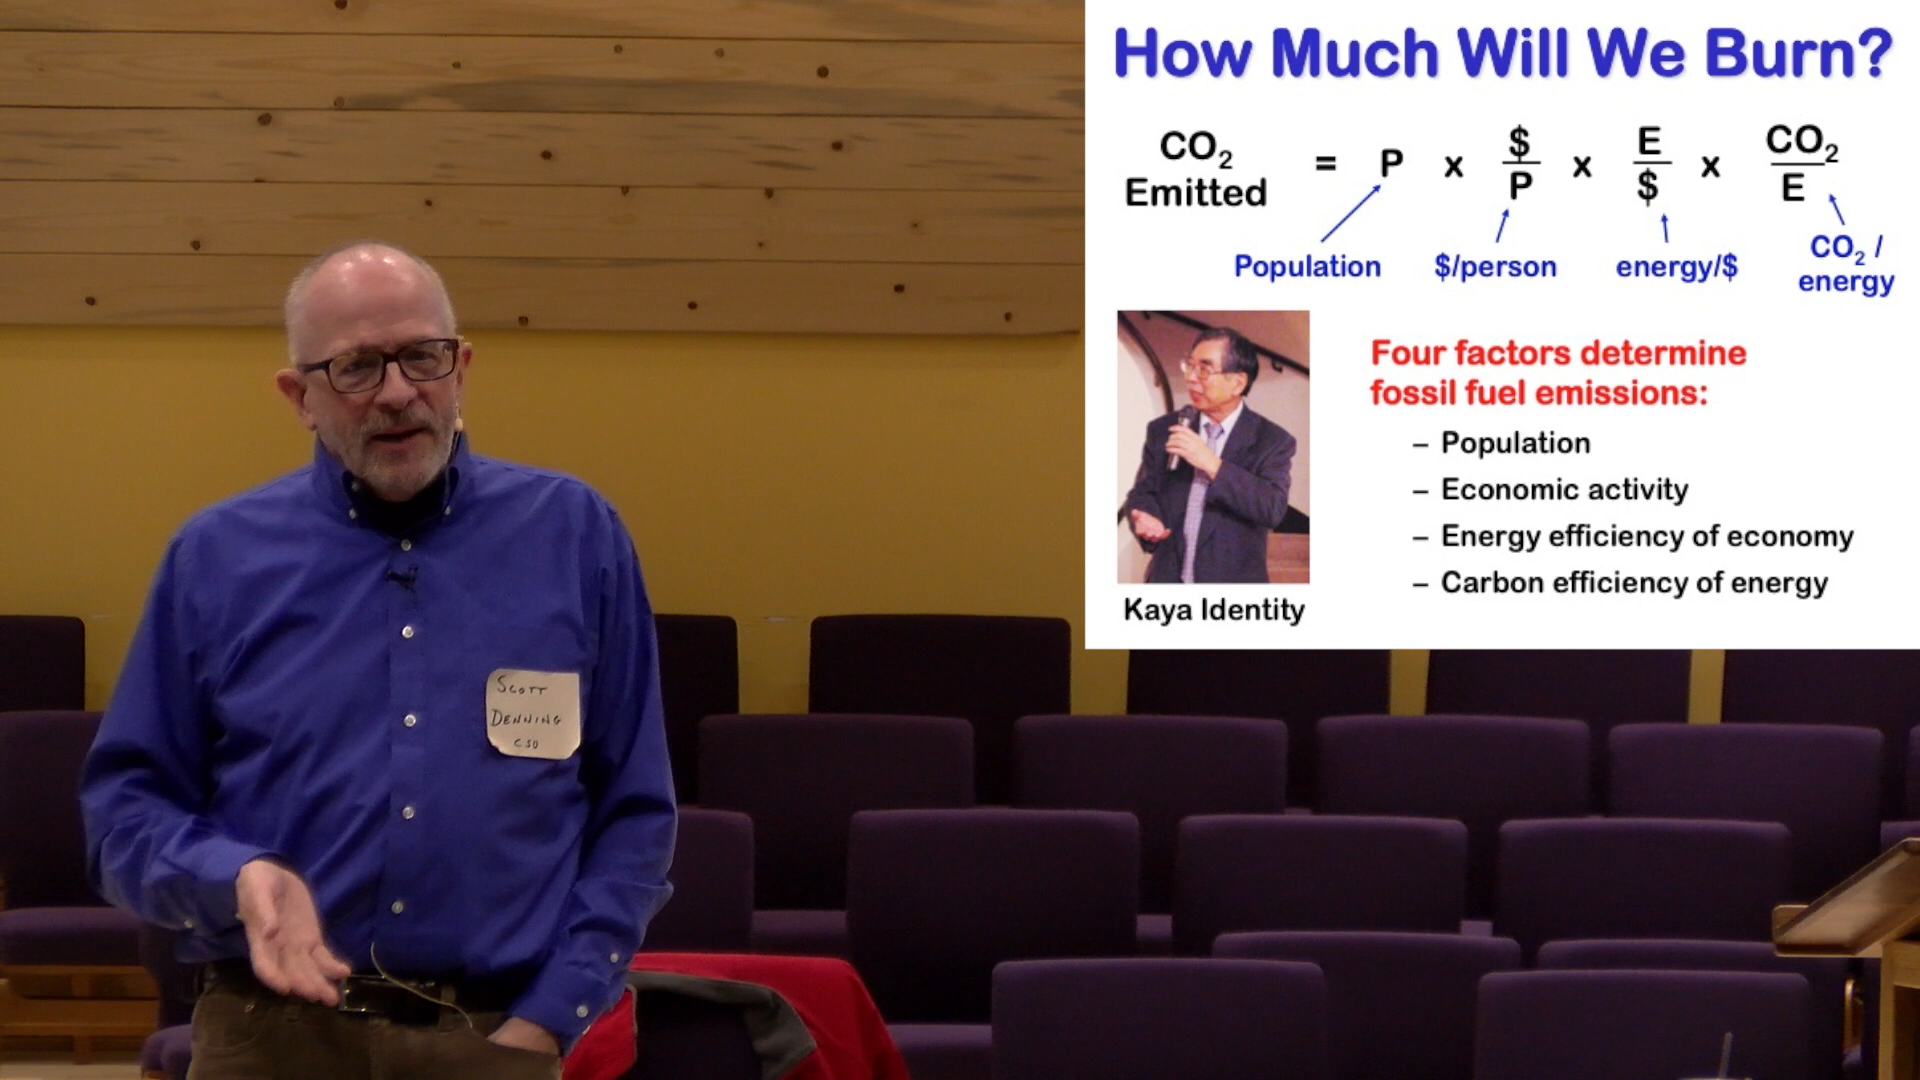 How Much Will We Burn?
CO₂ Emitted = P x $/P x E/$ x CO₂/E
Population
$/person
energy/$
CO₂ /
energy
Four factors determine
fossil fuel emissions:
– Population
– Economic activity
– Energy efficiency of economy
– Carbon efficiency of energy
Kaya Identity
SCOTT
DENNING
CSU